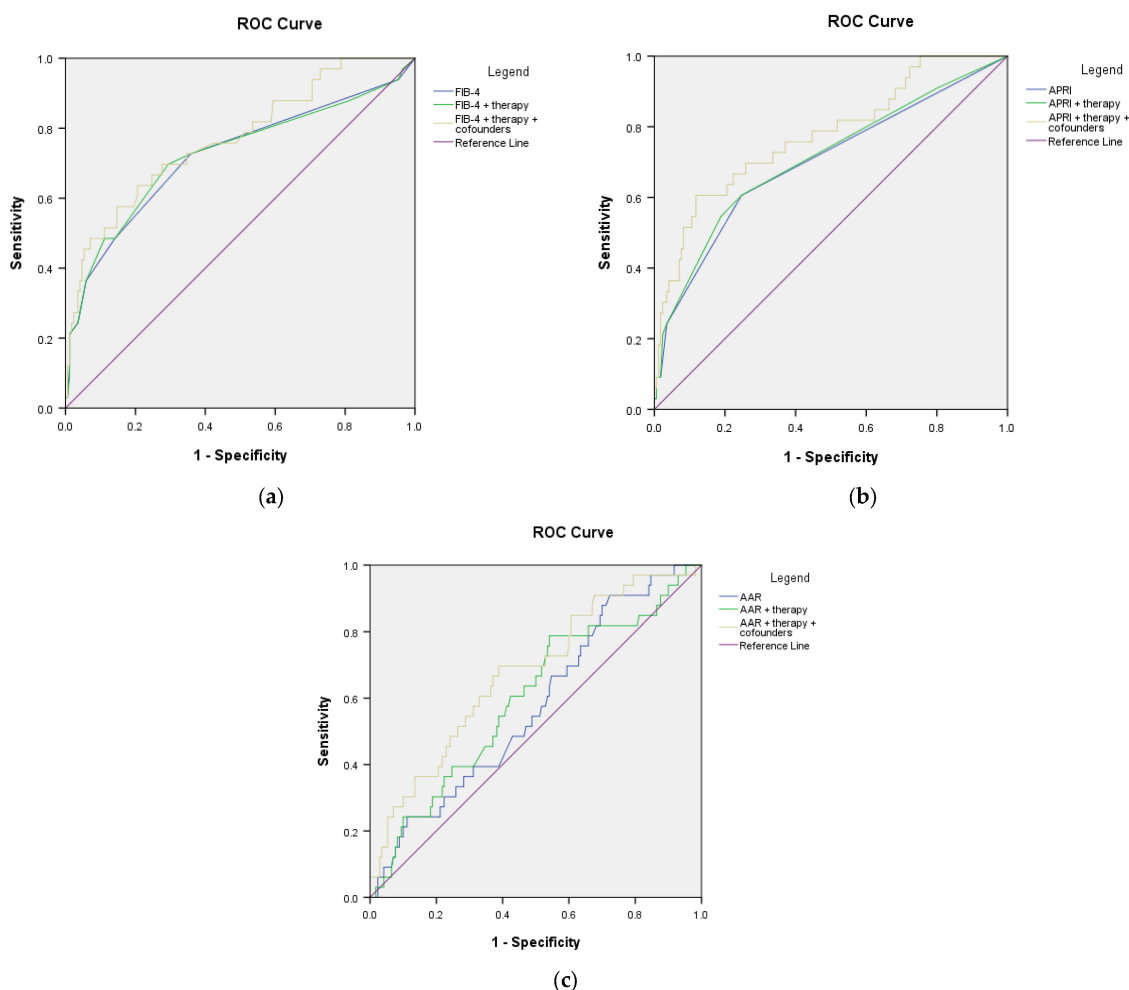 ROC Curve
Legend
FIB-4
FIB-4 + therapy
FIB-4 + therapy +
cofounders
Reference Line
1.0
0.8
0.6
0.4
0.2
0.0
Sensitivity
0.0 0.2 0.4 0.6 0.8 1.0
1 - Specificity
(a)
ROC Curve
Legend
APRI
APRI + therapy
APRI + therapy +
cofounders
Reference Line
1.0
0.8
0.6
0.4
0.2
0.0
Sensitivity
0.0 0.2 0.4 0.6 0.8 1.0
1 - Specificity
(b)
ROC Curve
Legend
AAR
AAR + therapy
AAR + therapy +
cofounders
Reference Line
1.0
0.8
0.6
0.4
0.2
0.0
Sensitivity
0.0 0.2 0.4 0.6 0.8 1.0
1 - Specificity
(c)